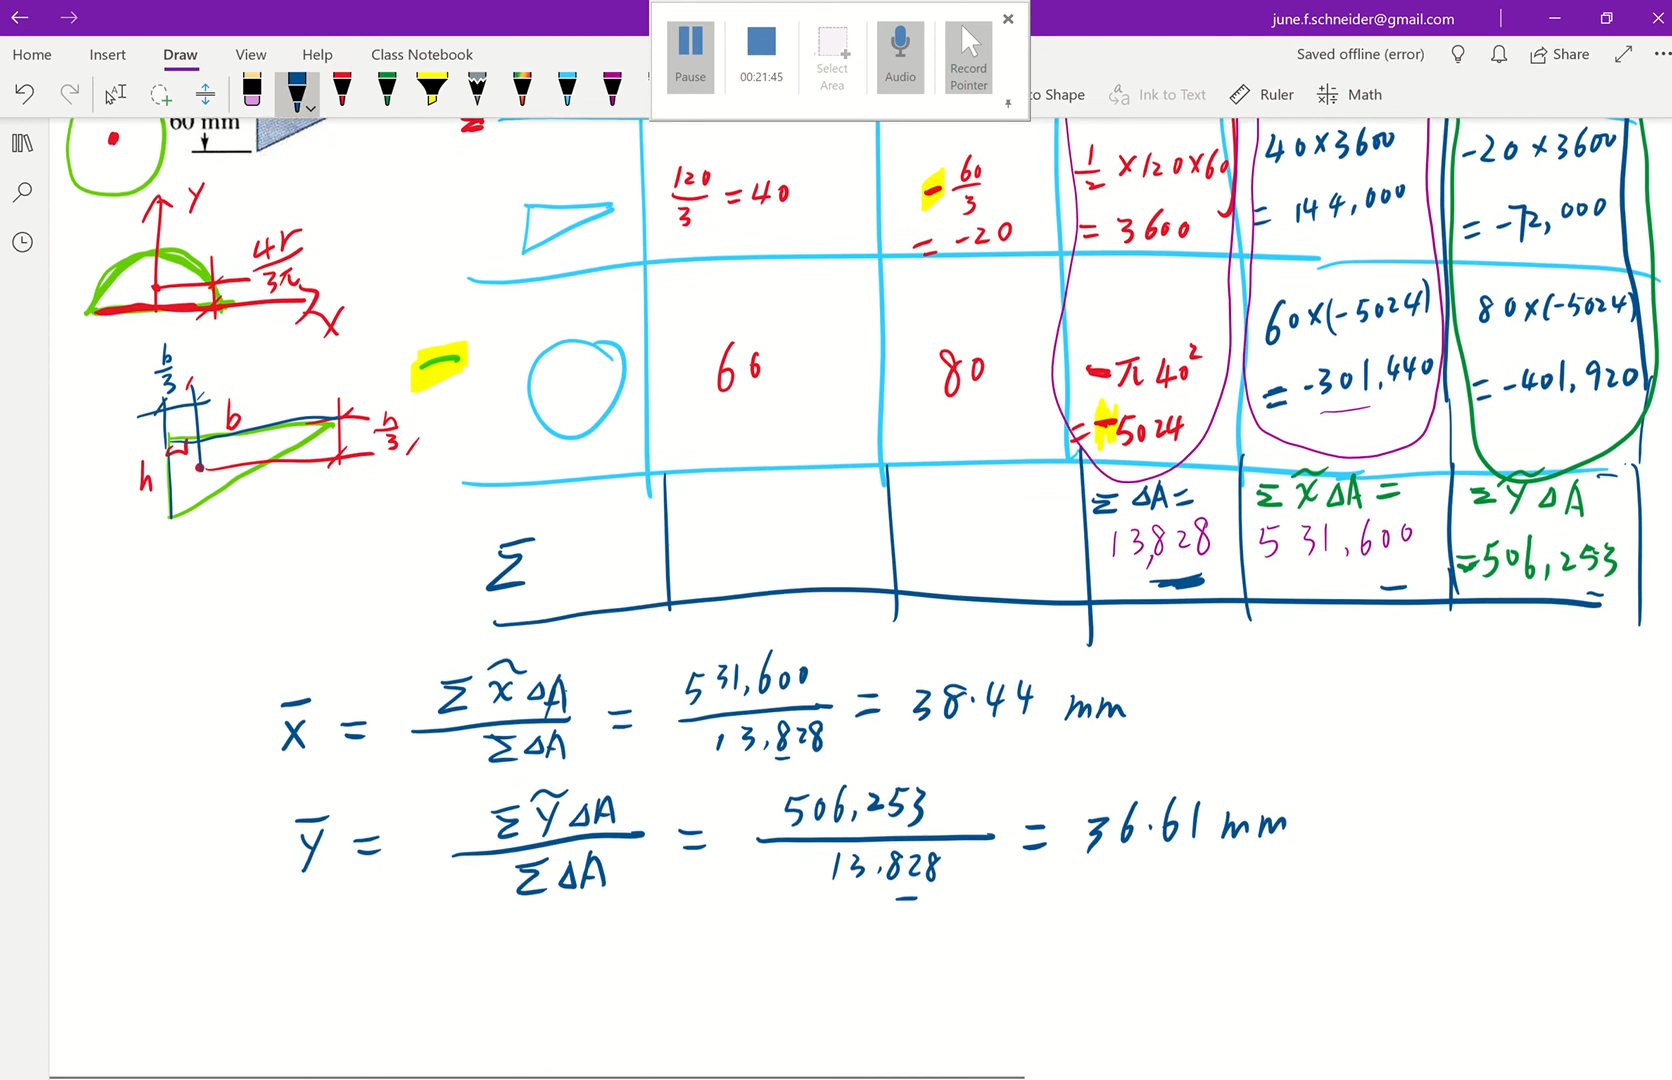 june.f.schneider@gmail.com
Pause
00:21:45
Select Area
Audio
Record Pointer
Home Insert Draw View Help Class Notebook
Saved offline (error)
Share
to Shape
Ink to Text
Ruler
Math
60 mm
Y
4r
3π
X
b
3
b
h
3
h
120
3
= 40
- 60
3
= -20
1
2
× 120 × 60
= 3600
40 × 3600
= 144,000
-20 × 3600
= -72,000
-
60
80
- π 40²
= -5024
60 × (-5024)
= -301,440
80 × (-5024)
= -401,920
Σ
Σ ΔA =
13,828
Σ x̃ ΔA =
531,600
Σ ỹ ΔA
= 506,253
x̄ = Σ x̃ ΔA / Σ ΔA = 531,600 / 13,828 = 38.44 mm
ȳ = Σ ỹ ΔA / Σ ΔA = 506,253 / 13,828 = 36.61 mm